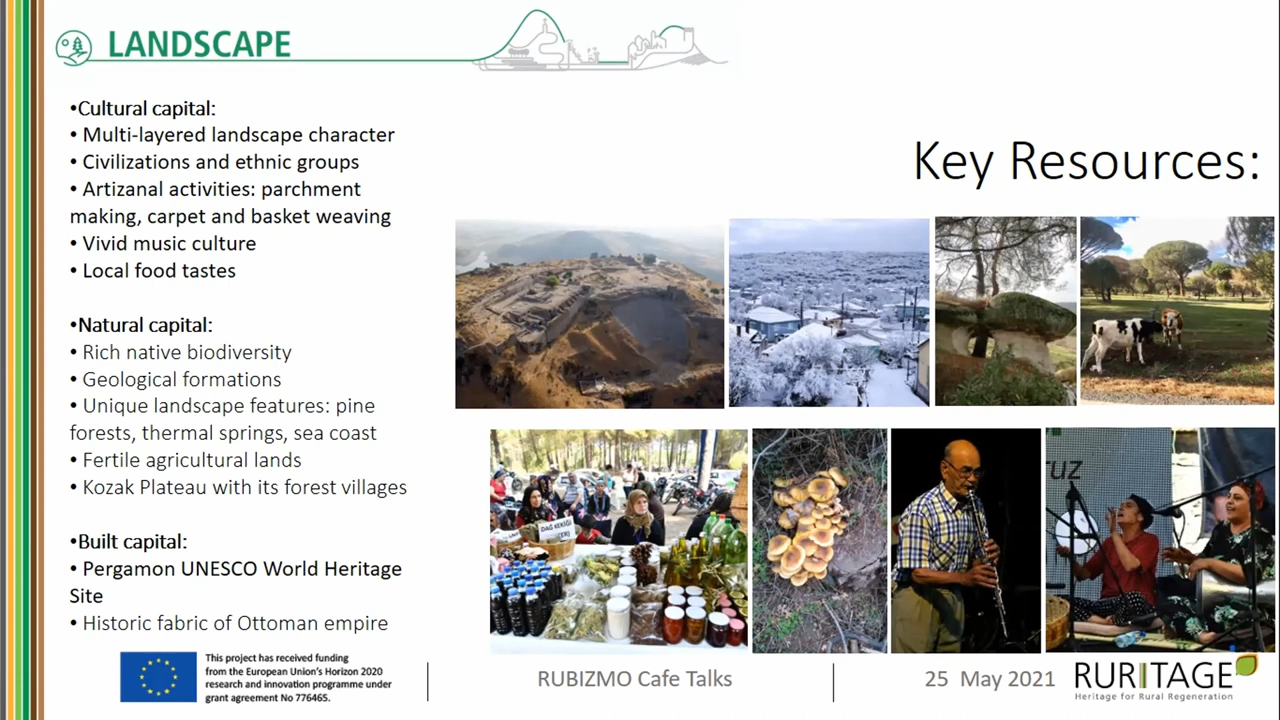 LANDSCAPE
•Cultural capital:
• Multi-layered landscape character
• Civilizations and ethnic groups
• Artizanal activities: parchment
making, carpet and basket weaving
• Vivid music culture
• Local food tastes
•Natural capital:
• Rich native biodiversity
• Geological formations
• Unique landscape features: pine
forests, thermal springs, sea coast
• Fertile agricultural lands
• Kozak Plateau with its forest villages
•Built capital:
• Pergamon UNESCO World Heritage
Site
• Historic fabric of Ottoman empire
Key Resources:
DAĞ KEKİĞİ
TUZ
This project has received funding
from the European Union's Horizon 2020
research and innovation programme under
grant agreement No 776465.
RUBIZMO Cafe Talks
25 May 2021
RURITAGE
Heritage for Rural Regeneration